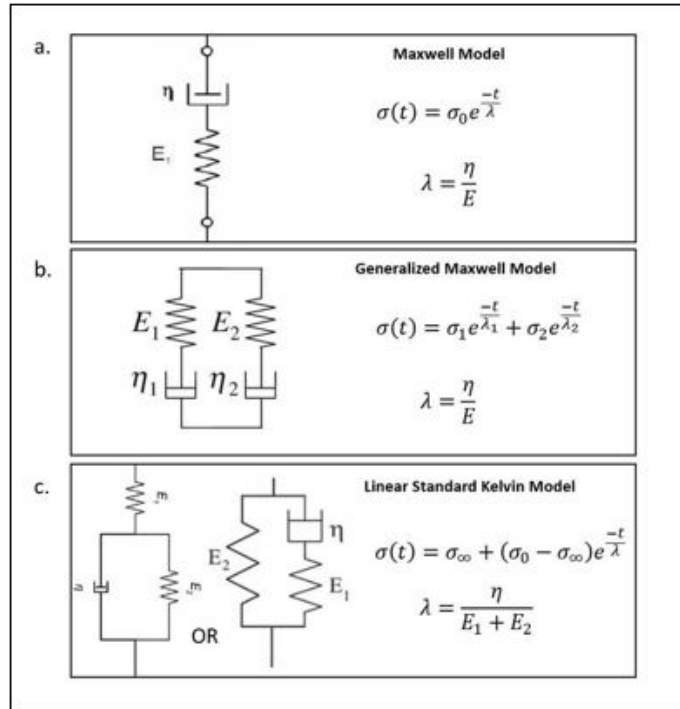 a.
Maxwell Model
η
E₁
σ(t) = σ₀e^(-t/λ)
λ = η/E
b.
Generalized Maxwell Model
E₁ E₂
η₁ η₂
σ(t) = σ₁e^(-t/λ₁) + σ₂e^(-t/λ₂)
λ = η/E
c.
Linear Standard Kelvin Model
η
E₂
E₁
OR
σ(t) = σ∞ + (σ₀ − σ∞)e^(-t/λ)
λ = η/(E₁ + E₂)